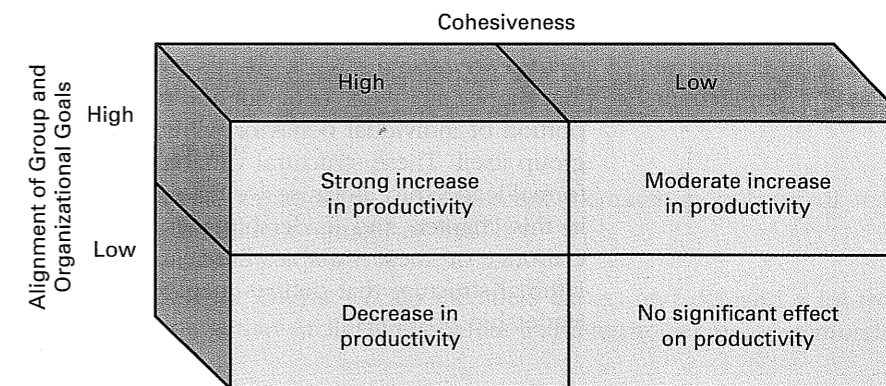 Cohesiveness
High
Low
Alignment of Group and
Organizational Goals
High
Strong increase
in productivity
Moderate increase
in productivity
Low
Decrease in
productivity
No significant effect
on productivity